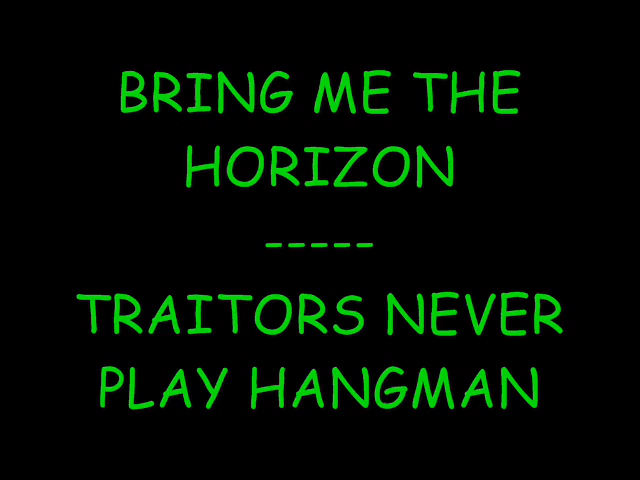 BRING ME THE
HORIZON
-----
TRAITORS NEVER
PLAY HANGMAN